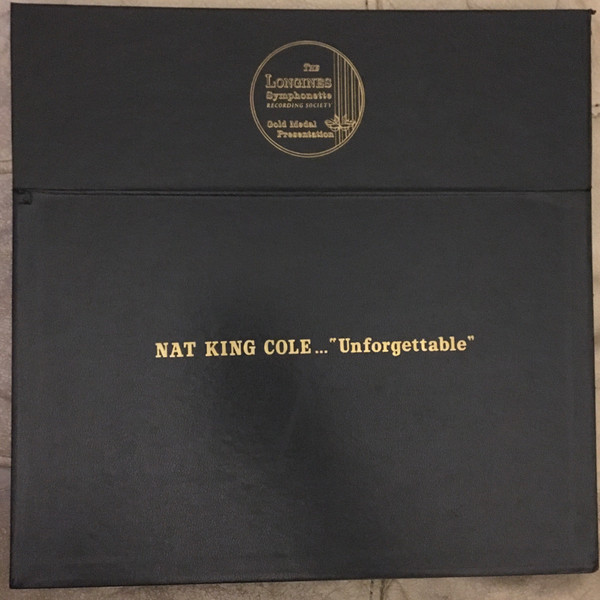 THE
LONGINES
Symphonette
RECORDING SOCIETY
Gold Medal
Presentation
NAT KING COLE..."Unforgettable"